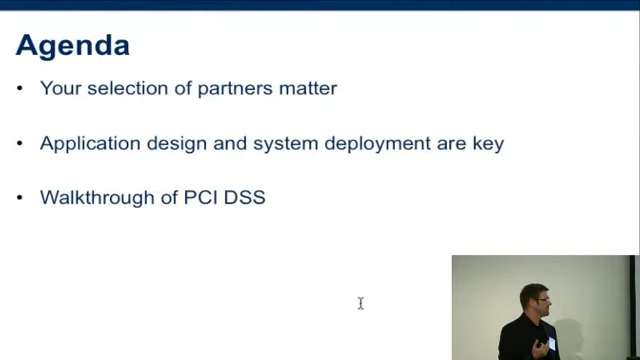 Agenda
• Your selection of partners matter
• Application design and system deployment are key
• Walkthrough of PCI DSS